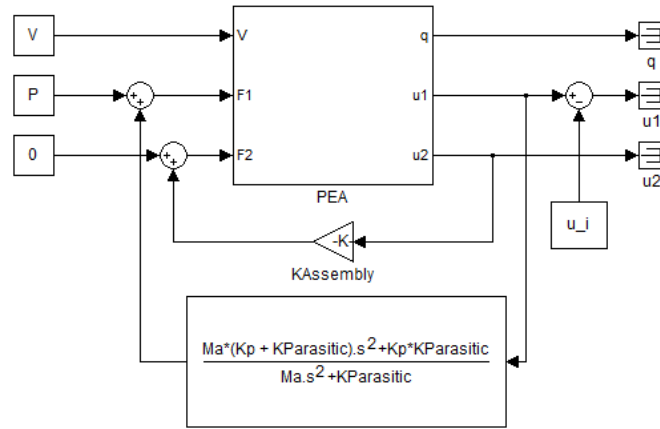 V
V
q
q
P
+
+
F1
u1
+
−
u1
0
+
+
F2
u2
u2
PEA
-K-
KAssembly
u_i
Ma*(Kp + KParasitic).s²+Kp*KParasitic
Ma.s²+KParasitic